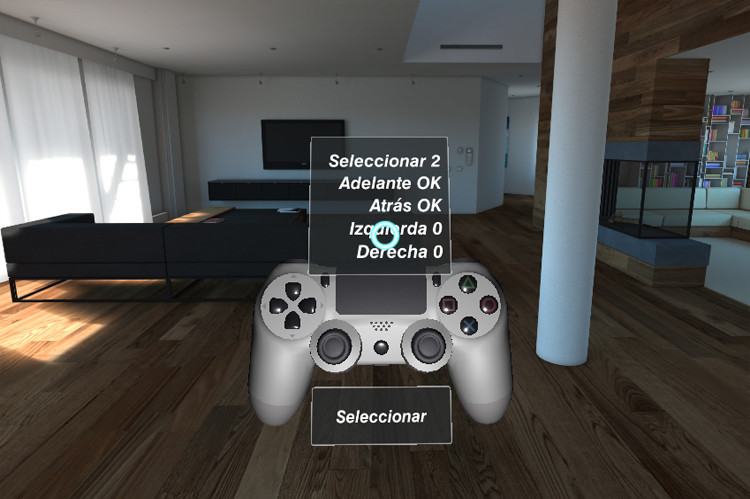 Seleccionar 2
Adelante OK
Atrás OK
Izquierda 0
Derecha 0
Seleccionar